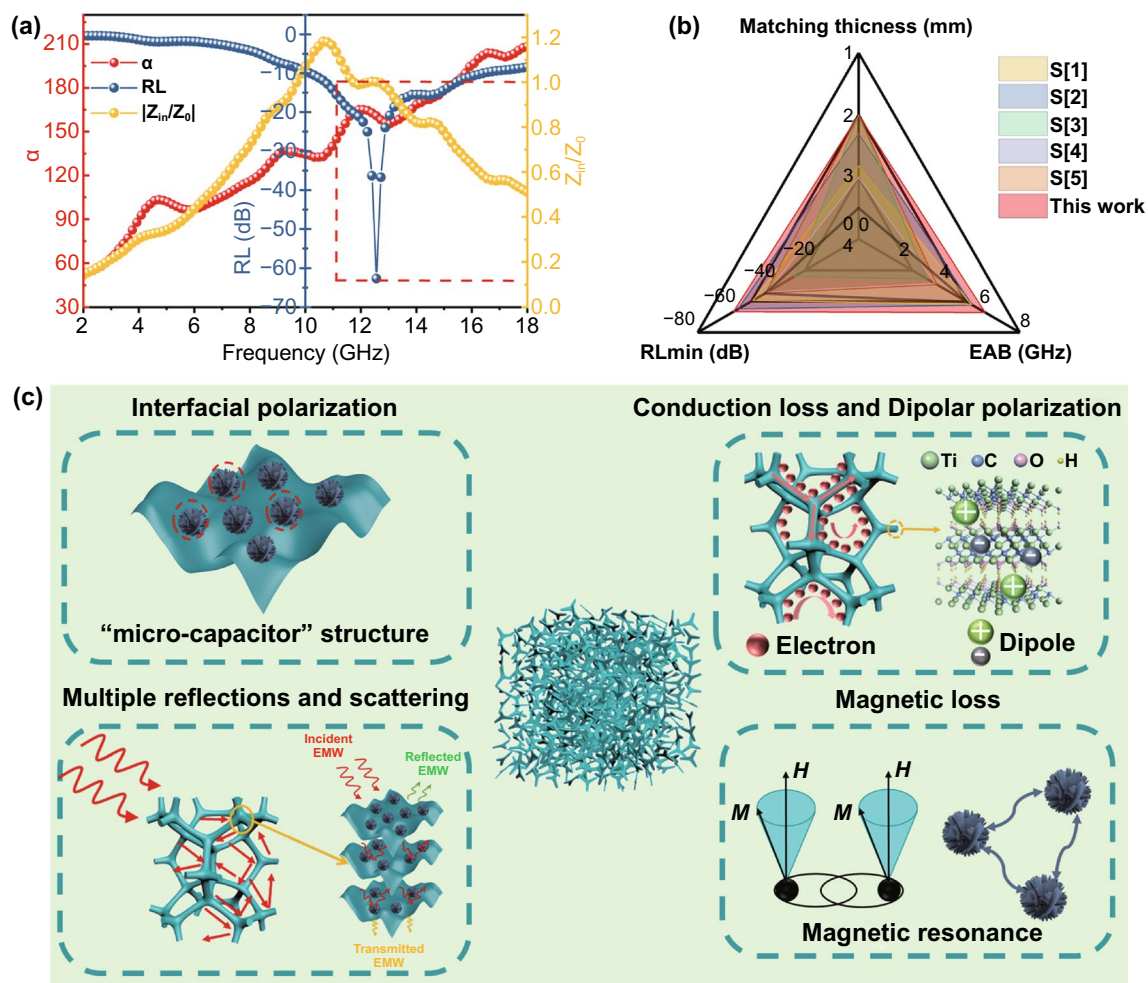 (a)
210
180
150
120
90
60
30
α
α
RL
|Zin/Z0|
0
−10
−20
−30
−40
−50
−60
−70
RL (dB)
1.2
1.0
0.8
0.6
0.4
0.2
0.0
Zin/Z0
2 4 6 8 10 12 14 16 18
Frequency (GHz)
(b)
Matching thicness (mm)
1
2
3
4
0
0
−20
−40
−60
−80
2
4
6
8
RLmin (dB)
EAB (GHz)
S[1]
S[2]
S[3]
S[4]
S[5]
This work
(c)
Interfacial polarization
“micro-capacitor” structure
Conduction loss and Dipolar polarization
Ti C O H
+
−
−
+
Electron
+
−
Dipole
Multiple reflections and scattering
Incident
EMW
Reflected
EMW
Transmitted
EMW
Magnetic loss
H
H
M
M
Magnetic resonance